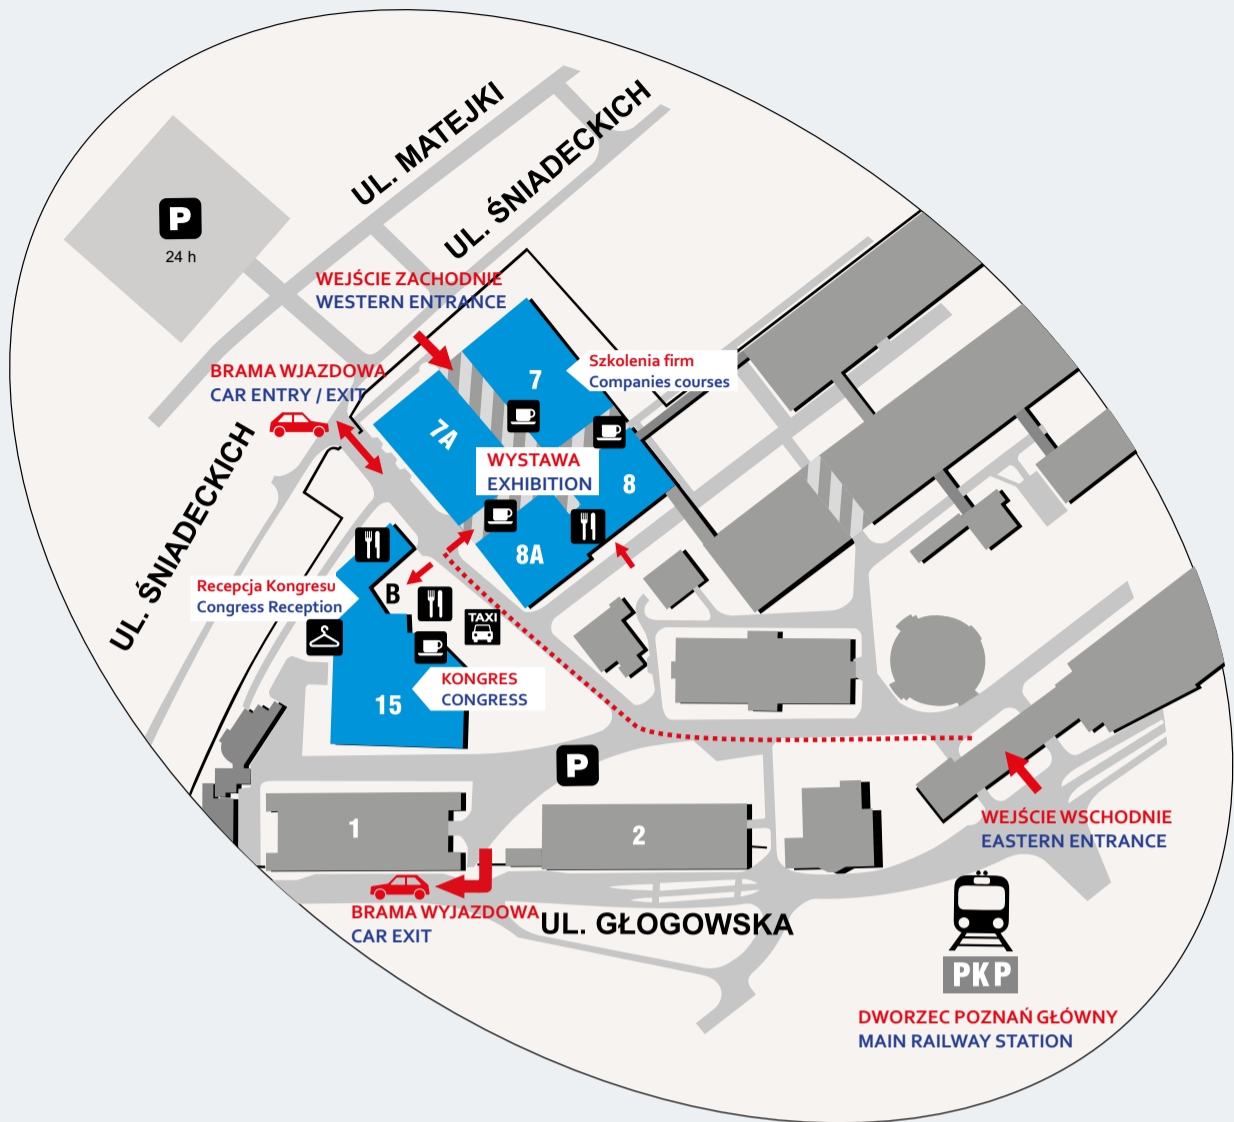 UL. MATEJKI
UL. ŚNIADECKICH
P
24 h
WEJŚCIE ZACHODNIE
WESTERN ENTRANCE
BRAMA WJAZDOWA
CAR ENTRY / EXIT
7
Szkolenia firm
Companies courses
7A
WYSTAWA
EXHIBITION
8
8A
UL. ŚNIADECKICH
Recepcja Kongresu
Congress Reception
B
TAXI
KONGRES
CONGRESS
15
P
1
2
WEJŚCIE WSCHODNIE
EASTERN ENTRANCE
BRAMA WYJAZDOWA
CAR EXIT
UL. GŁOGOWSKA
PKP
DWORZEC POZNAŃ GŁÓWNY
MAIN RAILWAY STATION